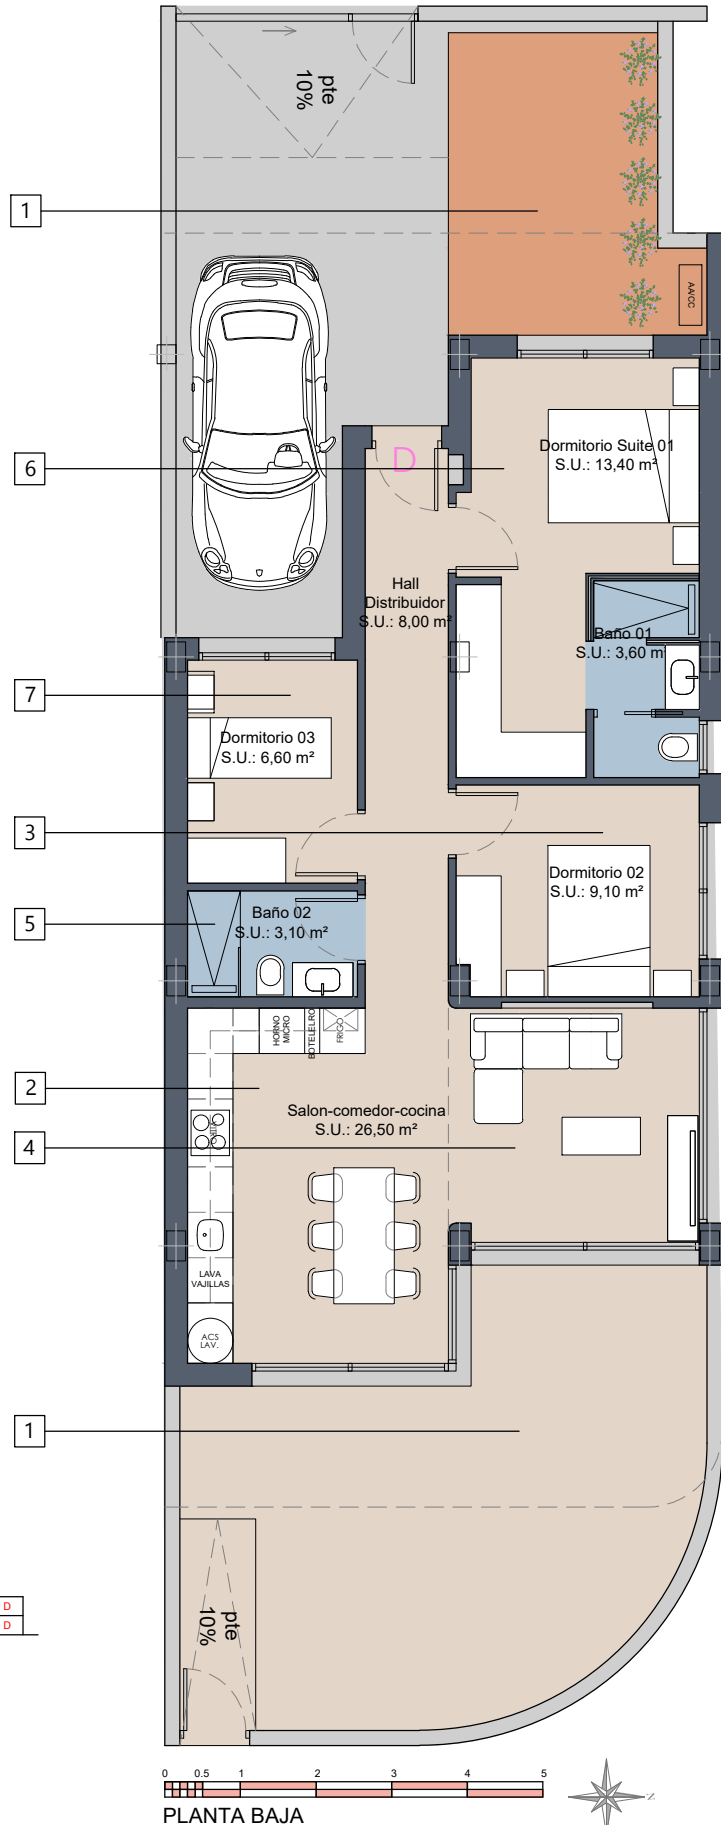 pte
10%
1
AA/CC
D
Dormitorio Suite 01
S.U.: 13,40 m²
6
Hall
Distribuidor
S.U.: 8,00 m²
Baño 01
S.U.: 3,60 m²
7
Dormitorio 03
S.U.: 6,60 m²
3
Dormitorio 02
S.U.: 9,10 m²
5
Baño 02
S.U.: 3,10 m²
HORNO
MICRO
BOTELELRO
FRIGO
2
Salon-comedor-cocina
S.U.: 26,50 m²
4
LAVA
VAJILLAS
ACS
LAV.
1
D
D
pte
10%
0 0.5 1 2 3 4 5
N
PLANTA BAJA